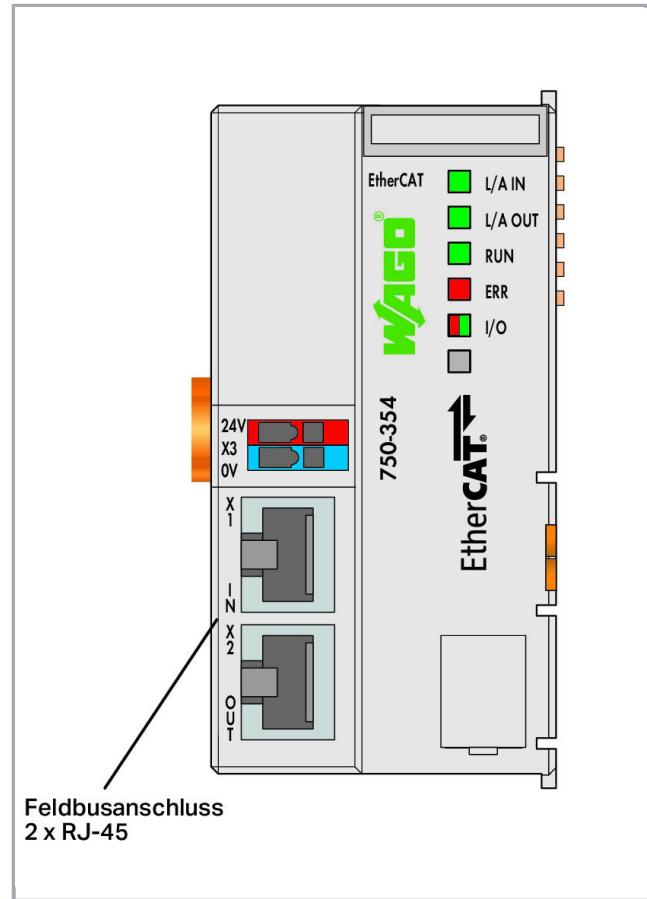 EtherCAT
L/A IN
L/A OUT
RUN
ERR
I/O
WAGO®
750-354
EtherCAT®
24V
X3
0V
X1
IN
X2
OUT
Feldbusanschluss
2 x RJ-45